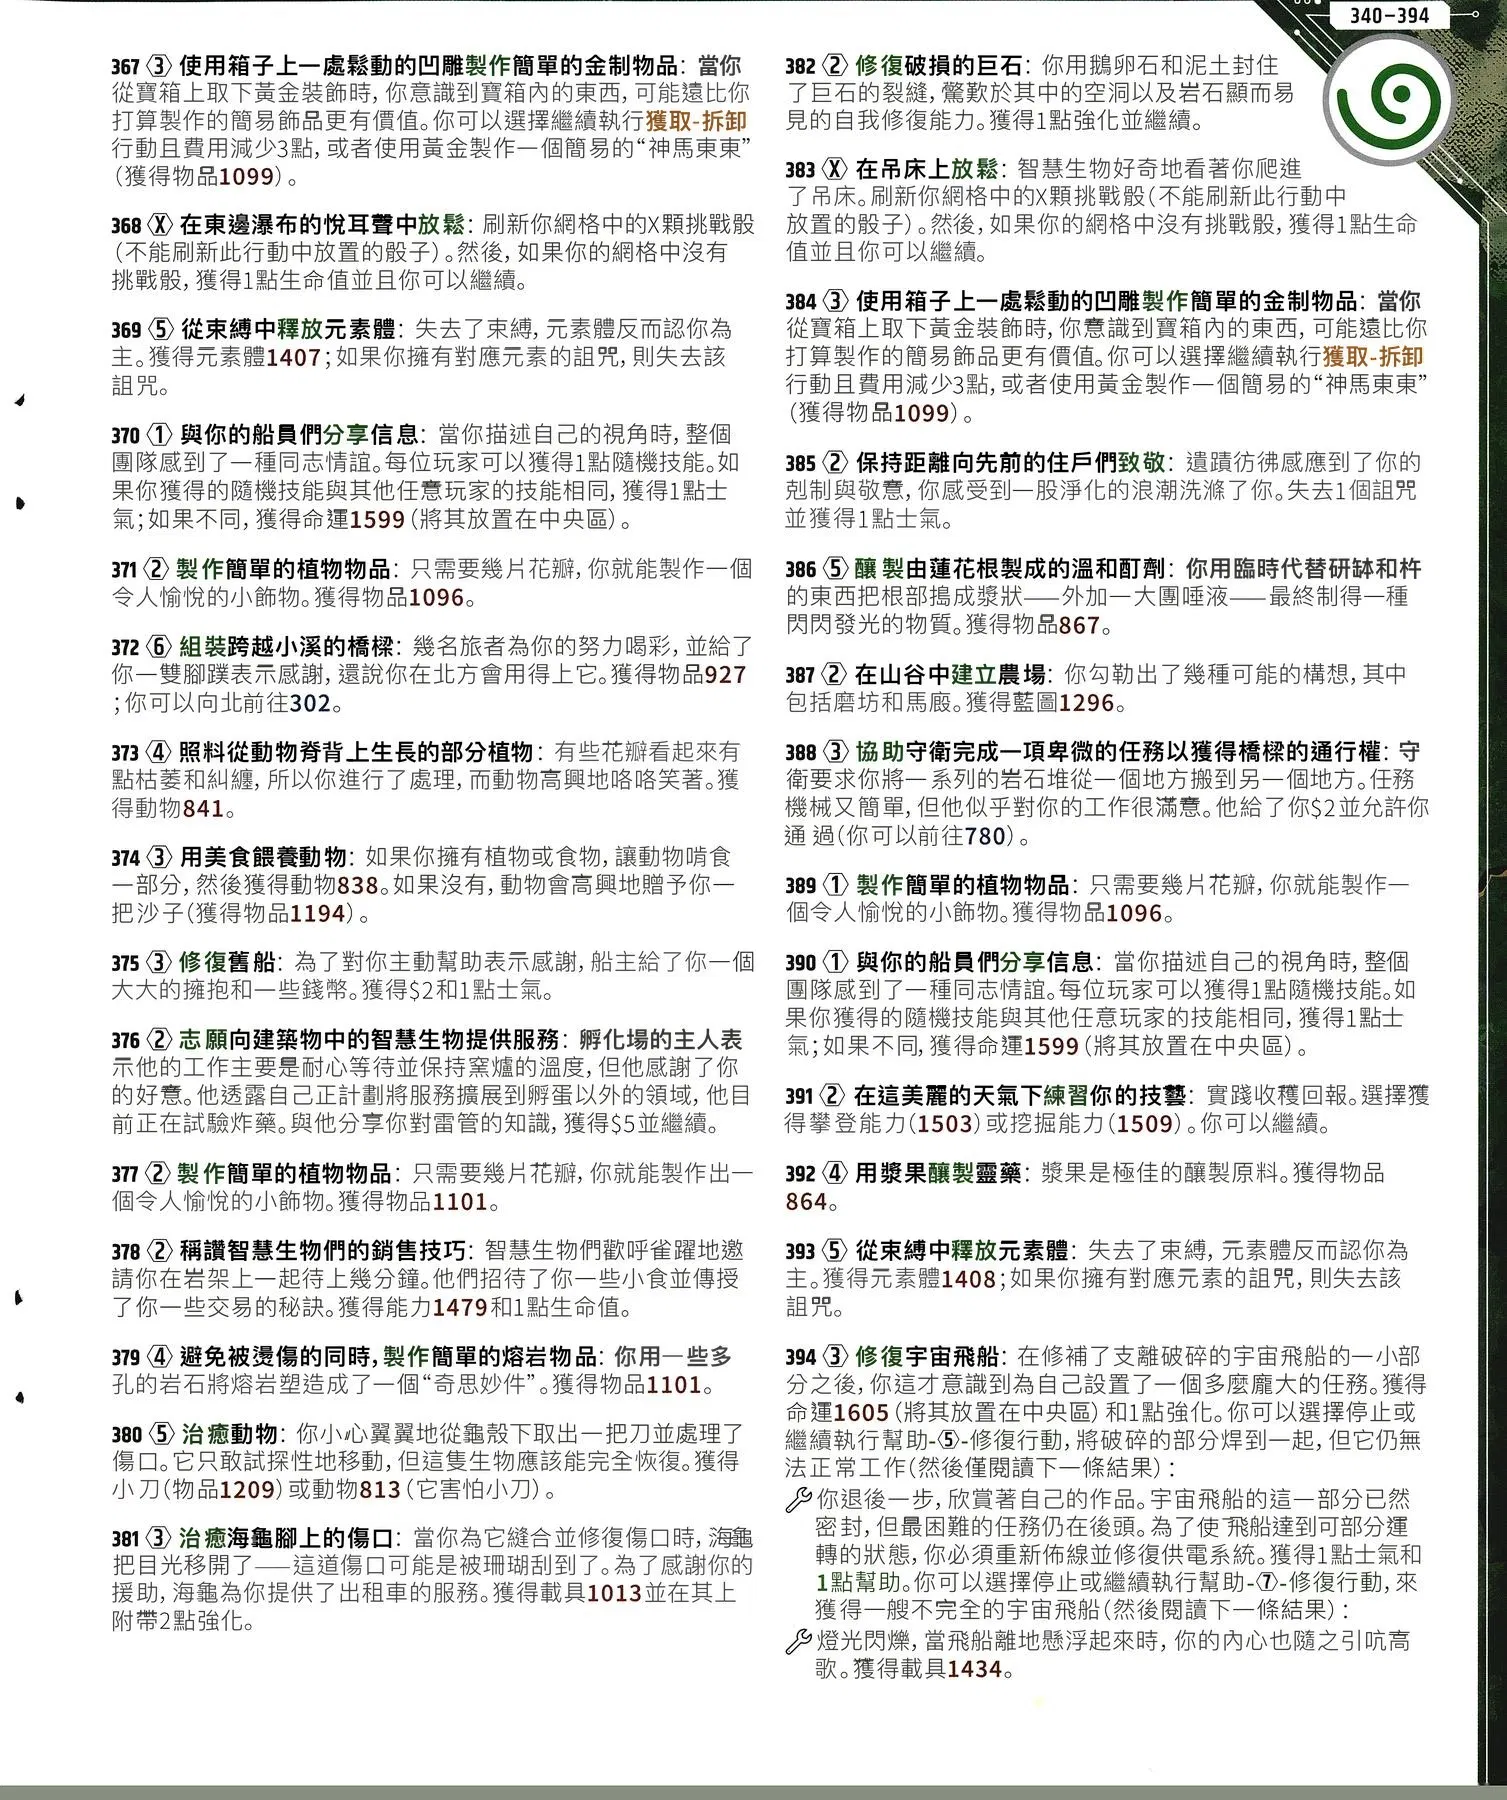 340–394
367 ③ 使用箱子上一處鬆動的凹雕製作簡單的金制物品：當你
從寶箱上取下黃金裝飾時，你意識到寶箱內的東西，可能遠比你
打算製作的簡易飾品更有價值。你可以選擇繼續執行獲取-拆卸
行動且費用減少3點，或者使用黃金製作一個簡易的“神馬東東”
（獲得物品1099）。
368 Ⓧ 在東邊瀑布的悅耳聲中放鬆：刷新你網格中的X顆挑戰骰
（不能刷新此行動中放置的骰子）。然後，如果你的網格中沒有
挑戰骰，獲得1點生命值並且你可以繼續。
369 ⑤ 從束縛中釋放元素體：失去了束縛，元素體反而認你為
主。獲得元素體1407；如果你擁有對應元素的詛咒，則失去該
詛咒。
370 ① 與你的船員們分享信息：當你描述自己的視角時，整個
團隊感到了一種同志情誼。每位玩家可以獲得1點隨機技能。如
果你獲得的隨機技能與其他任意玩家的技能相同，獲得1點士
氣；如果不同，獲得命運1599（將其放置在中央區）。
371 ② 製作簡單的植物物品：只需要幾片花瓣，你就能製作一個
令人愉悅的小飾物。獲得物品1096。
372 ⑥ 組裝跨越小溪的橋樑：幾名旅者為你的努力喝彩，並給了
你一雙腳蹼表示感謝，還說你在北方會用得上它。獲得物品927
；你可以向北前往302。
373 ④ 照料從動物脊背上生長的部分植物：有些花瓣看起來有
點枯萎和糾纏，所以你進行了處理，而動物高興地咯咯笑著。獲
得動物841。
374 ③ 用美食餵養動物：如果你擁有植物或食物，讓動物啃食
一部分，然後獲得動物838。如果沒有，動物會高興地贈予你一
把沙子（獲得物品1194）。
375 ③ 修復舊船：為了對你主動幫助表示感謝，船主給了你一個
大大的擁抱和一些錢幣。獲得$2和1點士氣。
376 ② 志願向建築物中的智慧生物提供服務：孵化場的主人表
示他的工作主要是耐心等待並保持窯爐的溫度，但他感謝了你
的好意。他透露自己正計劃將服務擴展到孵蛋以外的領域，他目
前正在試驗炸藥。與他分享你對雷管的知識，獲得$5並繼續。
377 ② 製作簡單的植物物品：只需要幾片花瓣，你就能製作出一
個令人愉悅的小飾物。獲得物品1101。
378 ② 稱讚智慧生物們的銷售技巧：智慧生物們歡呼雀躍地邀
請你在岩架上一起待上幾分鐘。他們招待了你一些小食並傳授
了你一些交易的秘訣。獲得能力1479和1點生命值。
379 ④ 避免被燙傷的同時，製作簡單的熔岩物品：你用一些多
孔的岩石將熔岩塑造成了一個“奇思妙件”。獲得物品1101。
380 ⑤ 治癒動物：你小心翼翼地從龜殼下取出一把刀並處理了
傷口。它只敢試探性地移動，但這隻生物應該能完全恢復。獲得
小刀（物品1209）或動物813（它害怕小刀）。
381 ③ 治癒海龜腳上的傷口：當你為它縫合並修復傷口時，海龜
把目光移開了——這道傷口可能是被珊瑚刮到了。為了感謝你的
援助，海龜為你提供了出租車的服務。獲得載具1013並在其上
附帶2點強化。
382 ② 修復破損的巨石：你用鵝卵石和泥土封住
了巨石的裂縫，驚歎於其中的空洞以及岩石顯而易
見的自我修復能力。獲得1點強化並繼續。
383 Ⓧ 在吊床上放鬆：智慧生物好奇地看著你爬進
了吊床。刷新你網格中的X顆挑戰骰（不能刷新此行動中
放置的骰子）。然後，如果你的網格中沒有挑戰骰，獲得1點生命
值並且你可以繼續。
384 ③ 使用箱子上一處鬆動的凹雕製作簡單的金制物品：當你
從寶箱上取下黃金裝飾時，你意識到寶箱內的東西，可能遠比你
打算製作的簡易飾品更有價值。你可以選擇繼續執行獲取-拆卸
行動且費用減少3點，或者使用黃金製作一個簡易的“神馬東東”
（獲得物品1099）。
385 ② 保持距離向先前的住戶們致敬：遺蹟彷彿感應到了你的
剋制與敬意，你感受到一股淨化的浪潮洗滌了你。失去1個詛咒
並獲得1點士氣。
386 ⑤ 釀製由蓮花根製成的溫和酊劑：你用臨時代替研缽和杵
的東西把根部搗成漿狀——外加一大團唾液——最終制得一種
閃閃發光的物質。獲得物品867。
387 ② 在山谷中建立農場：你勾勒出了幾種可能的構想，其中
包括磨坊和馬廄。獲得藍圖1296。
388 ③ 協助守衛完成一項卑微的任務以獲得橋樑的通行權：守
衛要求你將一系列的岩石堆從一個地方搬到另一個地方。任務
機械又簡單，但他似乎對你的工作很滿意。他給了你$2並允許你
通過（你可以前往780）。
389 ① 製作簡單的植物物品：只需要幾片花瓣，你就能製作一
個令人愉悅的小飾物。獲得物品1096。
390 ① 與你的船員們分享信息：當你描述自己的視角時，整個
團隊感到了一種同志情誼。每位玩家可以獲得1點隨機技能。如
果你獲得的隨機技能與其他任意玩家的技能相同，獲得1點士
氣；如果不同，獲得命運1599（將其放置在中央區）。
391 ② 在這美麗的天氣下練習你的技藝：實踐收穫回報。選擇獲
得攀登能力（1503）或挖掘能力（1509）。你可以繼續。
392 ④ 用漿果釀製靈藥：漿果是極佳的釀製原料。獲得物品
864。
393 ⑤ 從束縛中釋放元素體：失去了束縛，元素體反而認你為
主。獲得元素體1408；如果你擁有對應元素的詛咒，則失去該
詛咒。
394 ③ 修復宇宙飛船：在修補了支離破碎的宇宙飛船的一小部
分之後，你這才意識到為自己設置了一個多麼龐大的任務。獲得
命運1605（將其放置在中央區）和1點強化。你可以選擇停止或
繼續執行幫助-⑤-修復行動，將破碎的部分焊到一起，但它仍無
法正常工作（然後僅閱讀下一條結果）：
你退後一步，欣賞著自己的作品。宇宙飛船的這一部分已然
密封，但最困難的任務仍在後頭。為了使飛船達到可部分運
轉的狀態，你必須重新佈線並修復供電系統。獲得1點士氣和
1點幫助。你可以選擇停止或繼續執行幫助-⑦-修復行動，來
獲得一艘不完全的宇宙飛船（然後閱讀下一條結果）：
燈光閃爍，當飛船離地懸浮起來時，你的內心也隨之引吭高
歌。獲得載具1434。